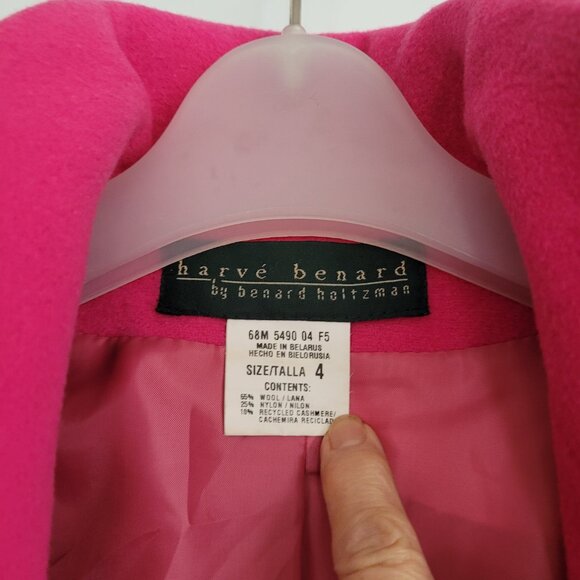 harvé benard
by benard holtzman
68M 5490 04 F5
MADE IN BELARUS
HECHO EN BIELORUSIA
SIZE/TALLA 4
CONTENTS:
65% WOOL / LANA
25% NYLON / NILON
10% RECYCLED CASHMERE/
CACHEMIRA RECICLADA